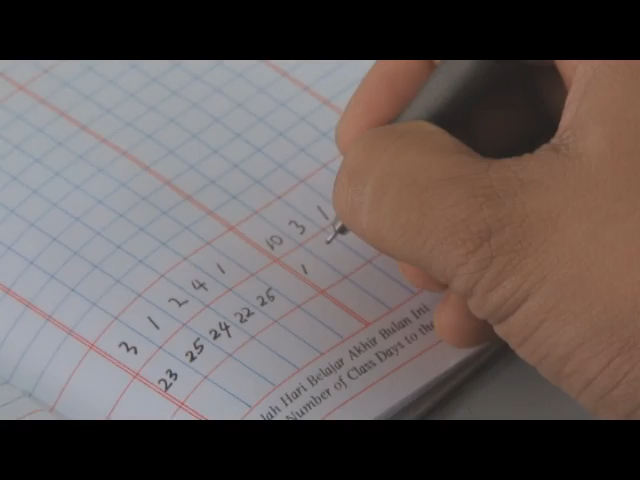 3 1 2 4 1 10 3 1
23 25 24 22 25 1
lah Hari Belajar Akhir Bulan Ini
Number of Class Days to the